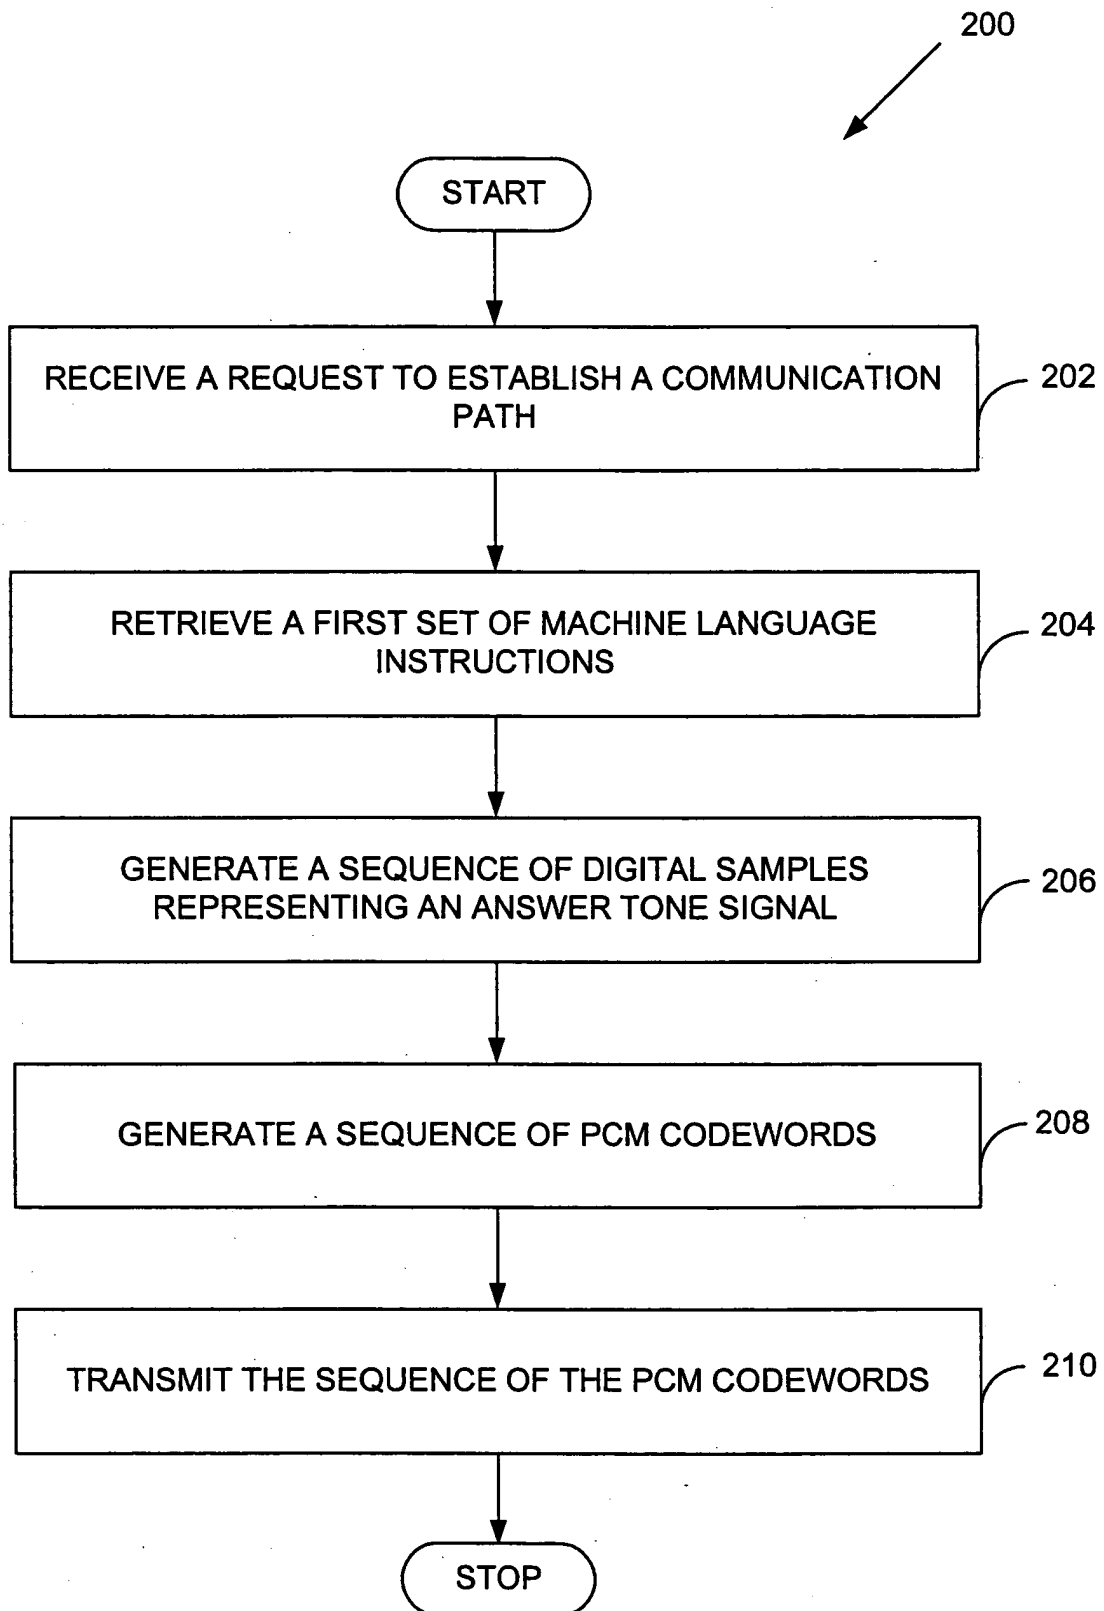 200
START
RECEIVE A REQUEST TO ESTABLISH A COMMUNICATION
PATH
202
RETRIEVE A FIRST SET OF MACHINE LANGUAGE
INSTRUCTIONS
204
GENERATE A SEQUENCE OF DIGITAL SAMPLES
REPRESENTING AN ANSWER TONE SIGNAL
206
GENERATE A SEQUENCE OF PCM CODEWORDS
208
TRANSMIT THE SEQUENCE OF THE PCM CODEWORDS
210
STOP